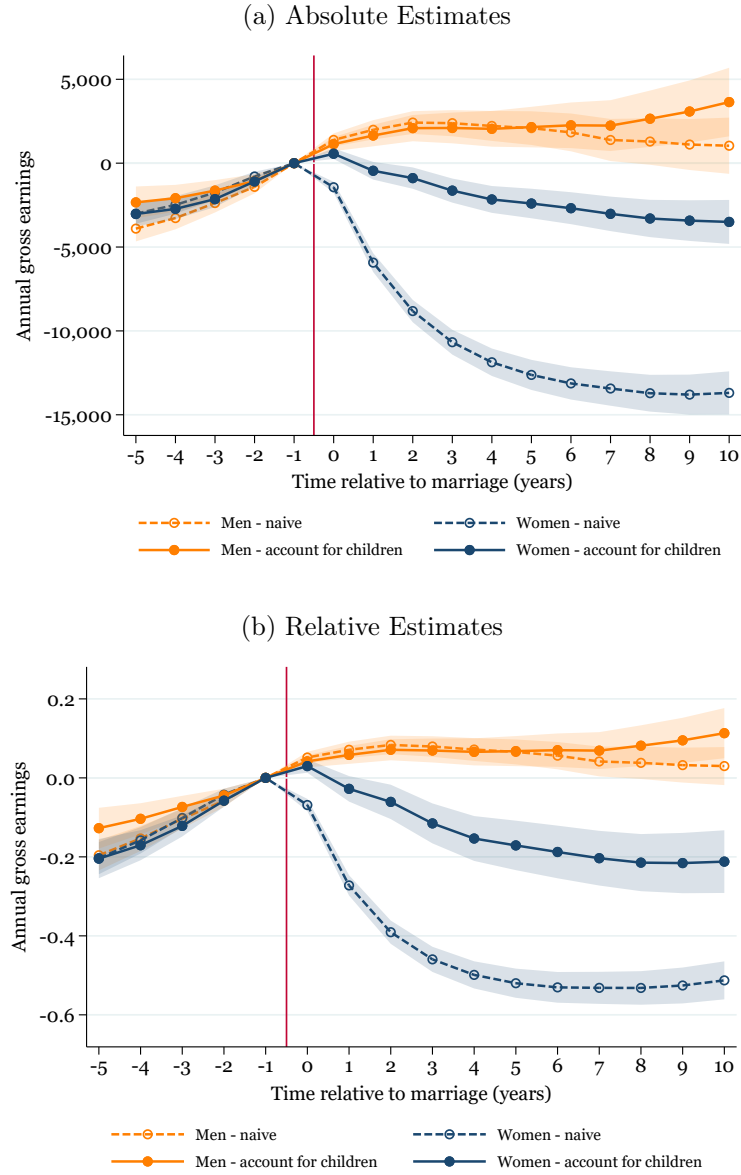 (a) Absolute Estimates
5,000
0
-5,000
-10,000
-15,000
Annual gross earnings
-5 -4 -3 -2 -1 0 1 2 3 4 5 6 7 8 9 10
Time relative to marriage (years)
Men - naive Women - naive
Men - account for children Women - account for children
(b) Relative Estimates
0.2
0.0
-0.2
-0.4
-0.6
Annual gross earnings
-5 -4 -3 -2 -1 0 1 2 3 4 5 6 7 8 9 10
Time relative to marriage (years)
Men - naive Women - naive
Men - account for children Women - account for children